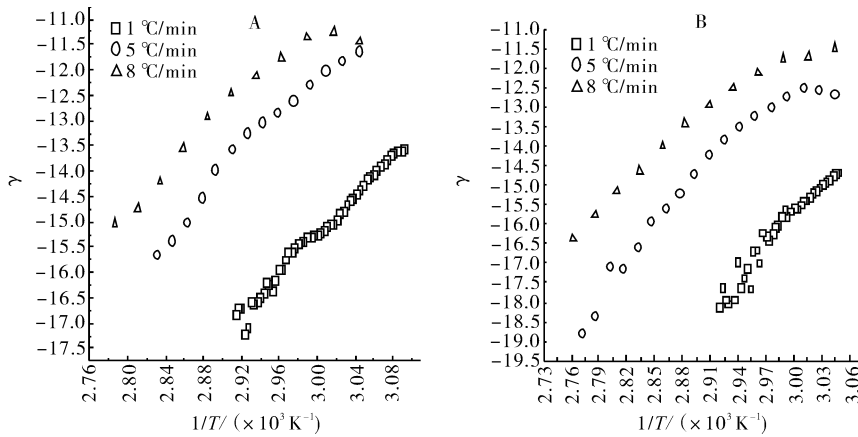 A
□ 1 ℃/min
○ 5 ℃/min
△ 8 ℃/min
-11.0
-11.5
-12.0
-12.5
-13.0
-13.5
-14.0
-14.5
-15.0
-15.5
-16.0
-16.5
-17.0
-17.5
γ
2.76 2.80 2.84 2.88 2.92 2.96 3.00 3.04 3.08
1/T/（×10³ K⁻¹）
B
□ 1 ℃/min
○ 5 ℃/min
△ 8 ℃/min
-11.0
-11.5
-12.0
-12.5
-13.0
-13.5
-14.0
-14.5
-15.0
-15.5
-16.0
-16.5
-17.0
-17.5
-18.0
-18.5
-19.0
-19.5
γ
2.73 2.76 2.79 2.82 2.85 2.88 2.91 2.94 2.97 3.00 3.03 3.06
1/T/（×10³ K⁻¹）